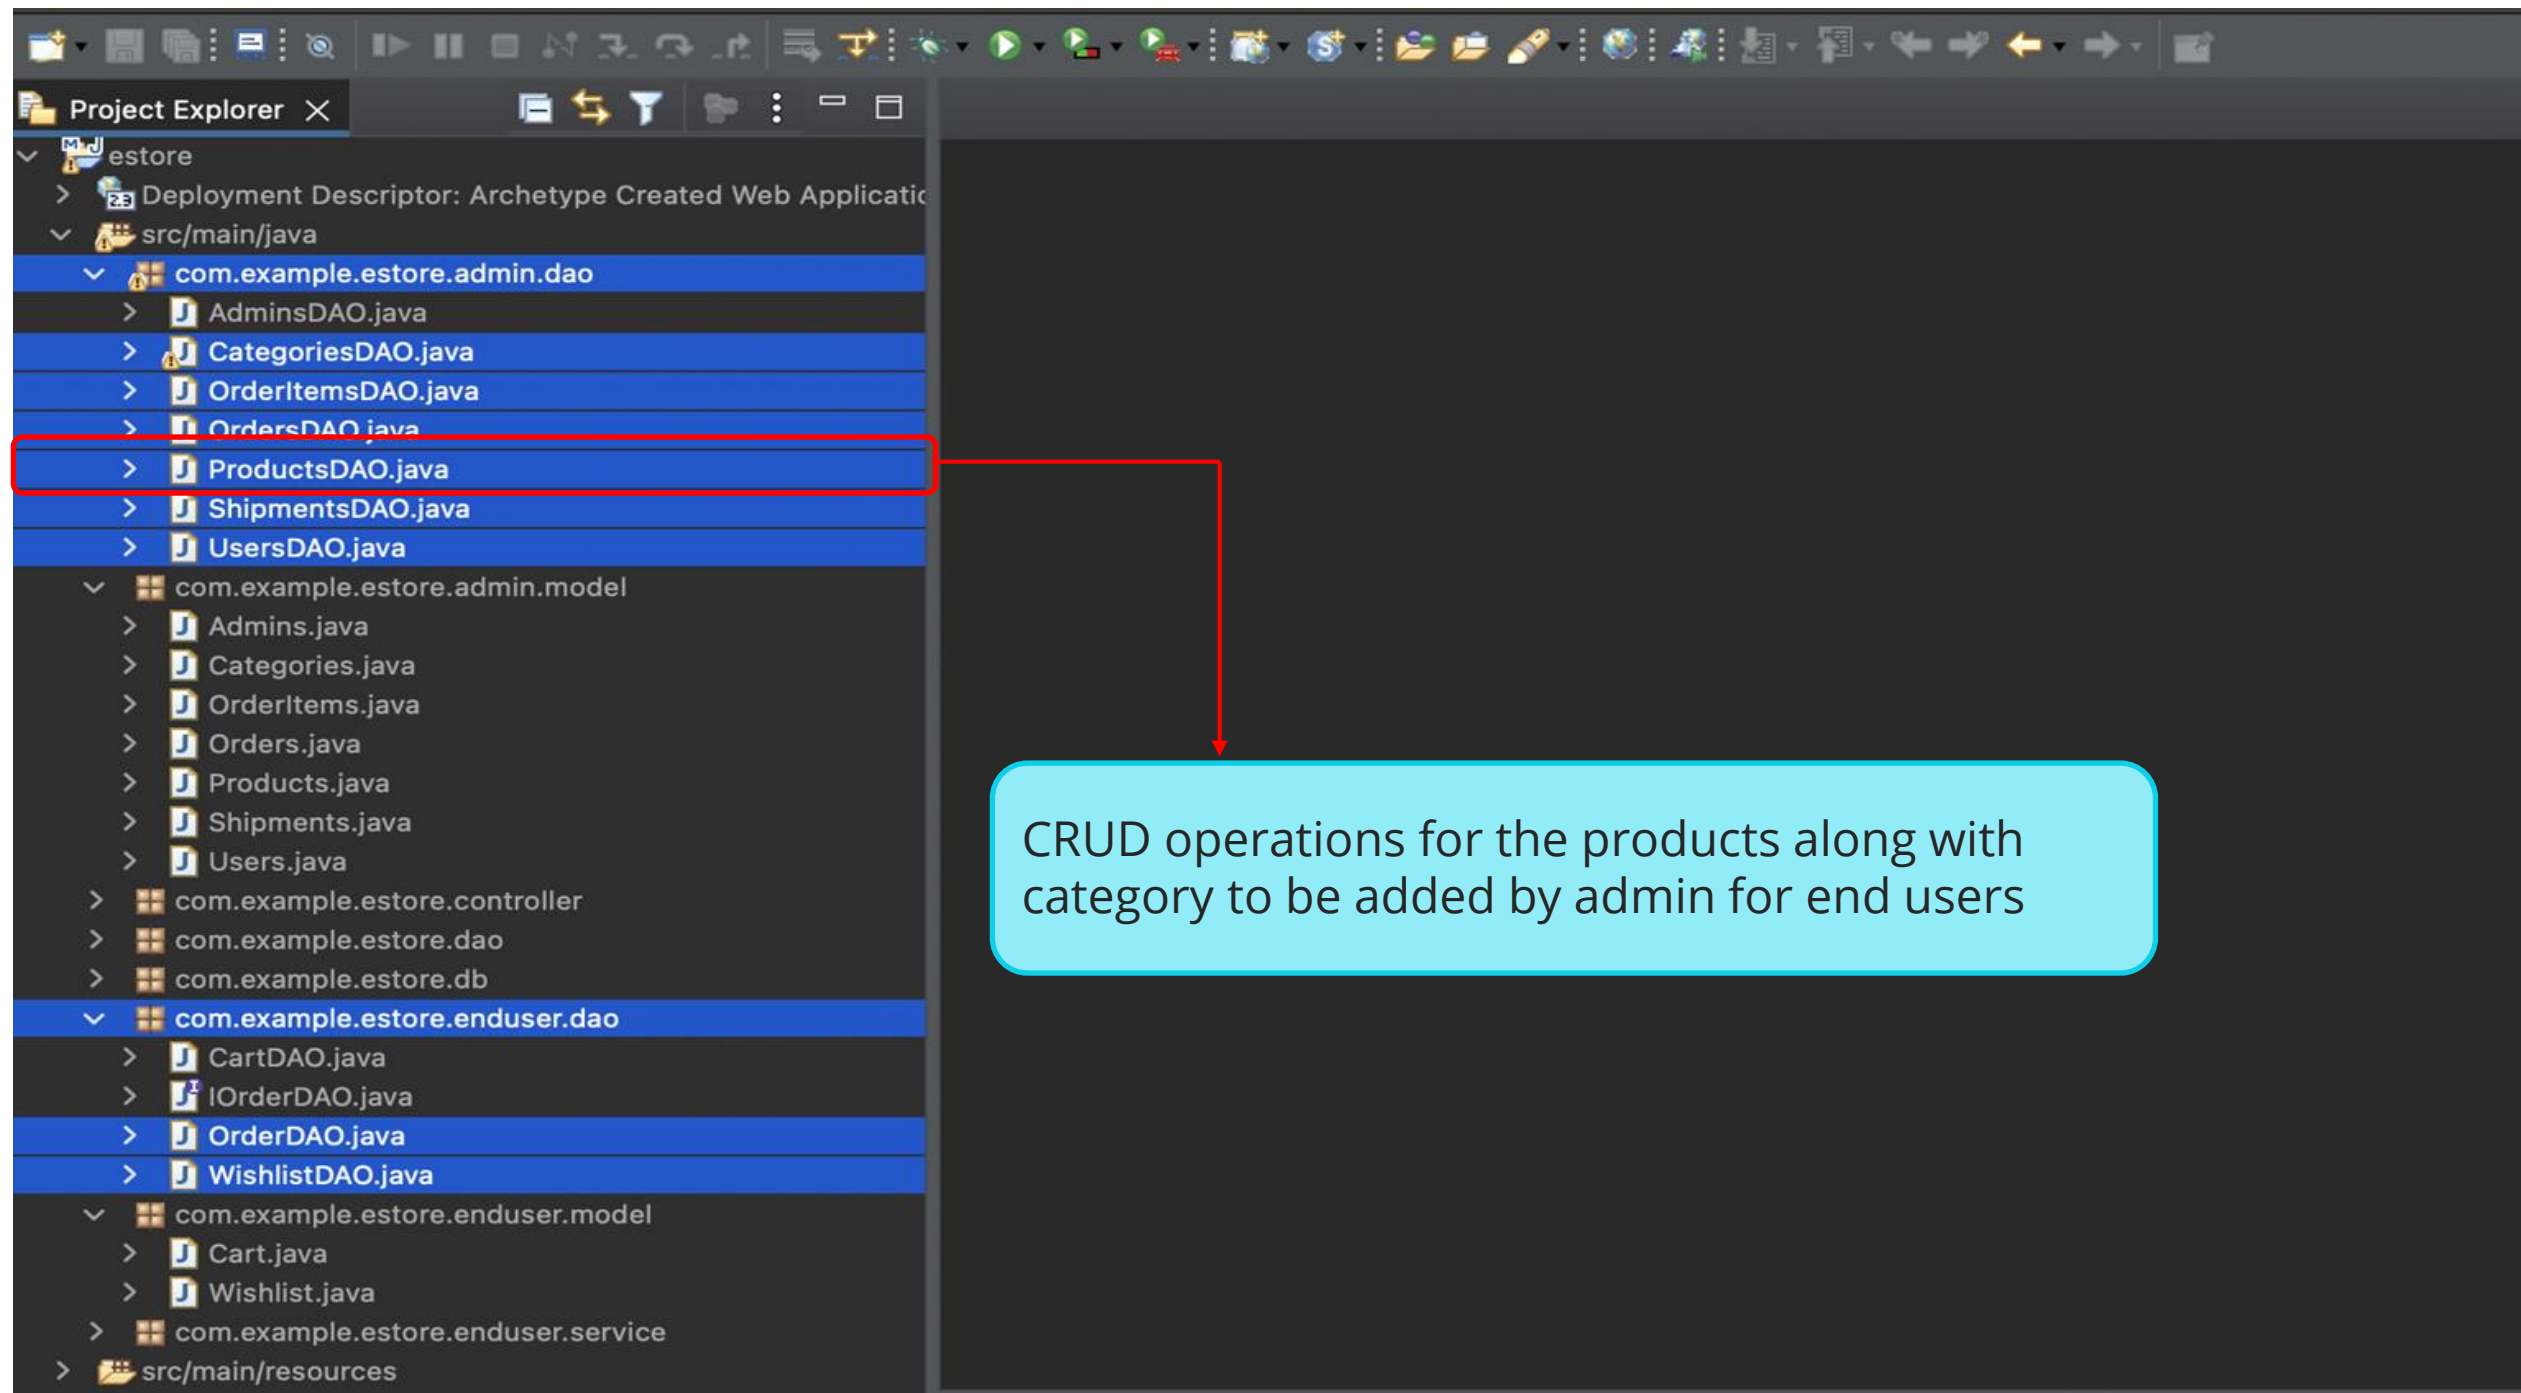 Project Explorer
estore
Deployment Descriptor: Archetype Created Web Applicatic
src/main/java
com.example.estore.admin.dao
AdminsDAO.java
CategoriesDAO.java
OrderItemsDAO.java
OrdersDAO.java
ProductsDAO.java
ShipmentsDAO.java
UsersDAO.java
com.example.estore.admin.model
Admins.java
Categories.java
OrderItems.java
Orders.java
Products.java
Shipments.java
Users.java
com.example.estore.controller
com.example.estore.dao
com.example.estore.db
com.example.estore.enduser.dao
CartDAO.java
IOrderDAO.java
OrderDAO.java
WishlistDAO.java
com.example.estore.enduser.model
Cart.java
Wishlist.java
com.example.estore.enduser.service
src/main/resources
CRUD operations for the products along with
category to be added by admin for end users